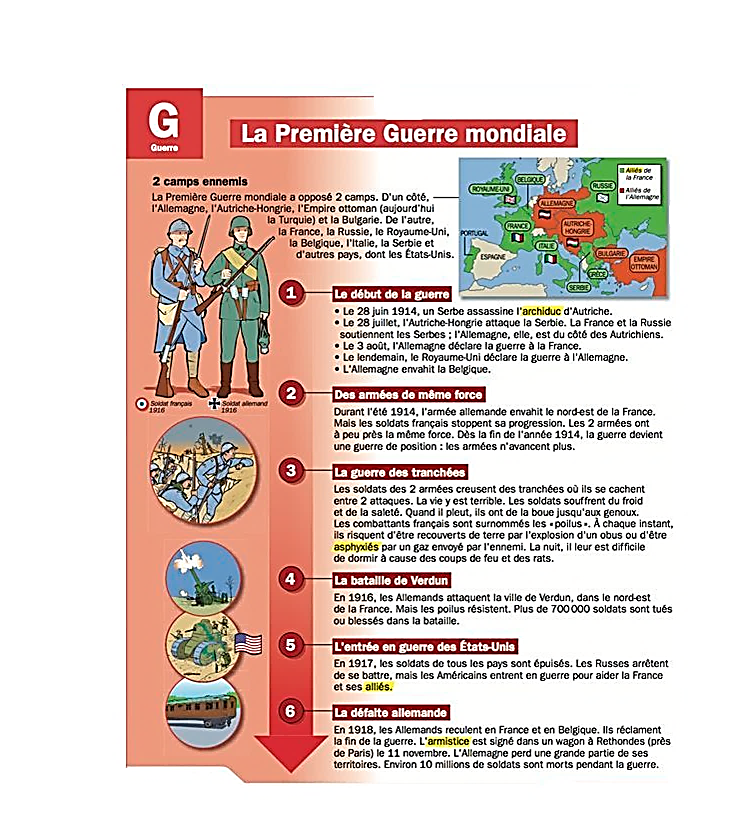 G
Guerre
La Première Guerre mondiale
2 camps ennemis
La Première Guerre mondiale a opposé 2 camps. D'un côté,
l'Allemagne, l'Autriche-Hongrie, l'Empire ottoman (aujourd'hui
la Turquie) et la Bulgarie. De l'autre,
la France, la Russie, le Royaume-Uni,
la Belgique, l'Italie, la Serbie et
d'autres pays, dont les États-Unis.
Alliés de
la France
Alliés de
l'Allemagne
ROYAUME-UNI
BELGIQUE
RUSSIE
ALLEMAGNE
FRANCE
AUTRICHE
HONGRIE
PORTUGAL
ITALIE
ESPAGNE
BULGARIE
EMPIRE
OTTOMAN
GRÈCE
SERBIE
Soldat français
1916
Soldat allemand
1916
1 Le début de la guerre
• Le 28 juin 1914, un Serbe assassine l'archiduc d'Autriche.
• Le 28 juillet, l'Autriche-Hongrie attaque la Serbie. La France et la Russie
soutiennent les Serbes ; l'Allemagne, elle, est du côté des Autrichiens.
• Le 3 août, l'Allemagne déclare la guerre à la France.
• Le lendemain, le Royaume-Uni déclare la guerre à l'Allemagne.
• L'Allemagne envahit la Belgique.
2 Des armées de même force
Durant l'été 1914, l'armée allemande envahit le nord-est de la France.
Mais les soldats français stoppent sa progression. Les 2 armées ont
à peu près la même force. Dès la fin de l'année 1914, la guerre devient
une guerre de position : les armées n'avancent plus.
3 La guerre des tranchées
Les soldats des 2 armées creusent des tranchées où ils se cachent
entre 2 attaques. La vie y est terrible. Les soldats souffrent du froid
et de la saleté. Quand il pleut, ils ont de la boue jusqu'aux genoux.
Les combattants français sont surnommés les «poilus». À chaque instant,
ils risquent d'être recouverts de terre par l'explosion d'un obus ou d'être
asphyxiés par un gaz envoyé par l'ennemi. La nuit, il leur est difficile
de dormir à cause des coups de feu et des rats.
4 La bataille de Verdun
En 1916, les Allemands attaquent la ville de Verdun, dans le nord-est
de la France. Mais les poilus résistent. Plus de 700 000 soldats sont tués
ou blessés dans la bataille.
5 L'entrée en guerre des États-Unis
En 1917, les soldats de tous les pays sont épuisés. Les Russes arrêtent
de se battre, mais les Américains entrent en guerre pour aider la France
et ses alliés.
6 La défaite allemande
En 1918, les Allemands reculent en France et en Belgique. Ils réclament
la fin de la guerre. L'armistice est signé dans un wagon à Rethondes (près
de Paris) le 11 novembre. L'Allemagne perd une grande partie de ses
territoires. Environ 10 millions de soldats sont morts pendant la guerre.